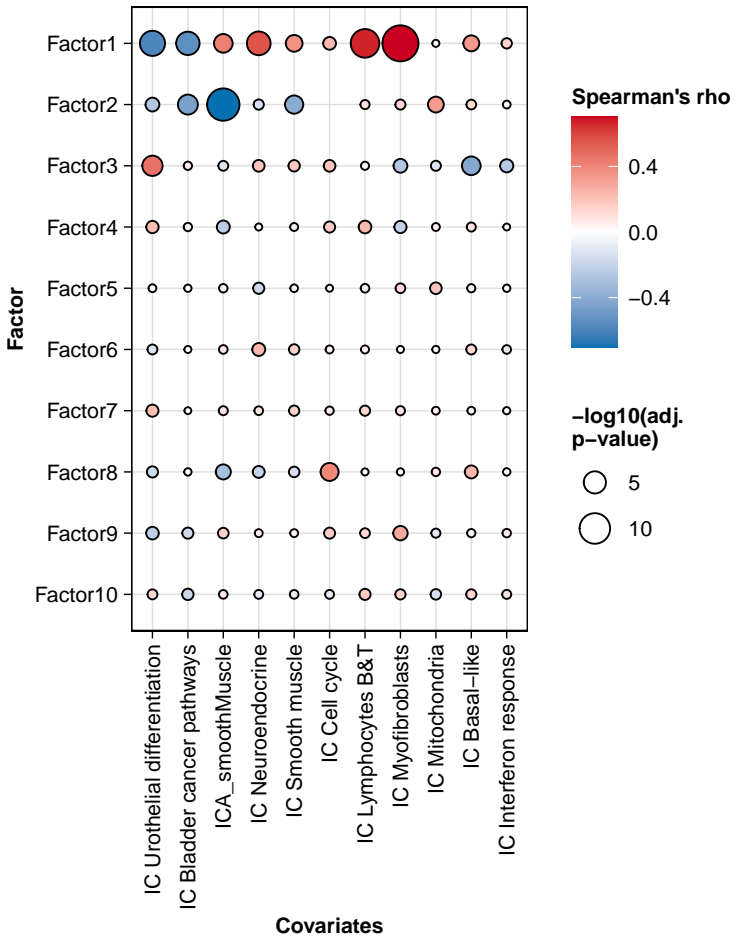 Factor
Factor1
Factor2
Factor3
Factor4
Factor5
Factor6
Factor7
Factor8
Factor9
Factor10
IC Urothelial differentiation
IC Bladder cancer pathways
ICA_smoothMuscle
IC Neuroendocrine
IC Smooth muscle
IC Cell cycle
IC Lymphocytes B&T
IC Myofibroblasts
IC Mitochondria
IC Basal−like
IC Interferon response
Covariates
Spearman's rho
0.4
0.0
−0.4
−log10(adj.
p−value)
5
10